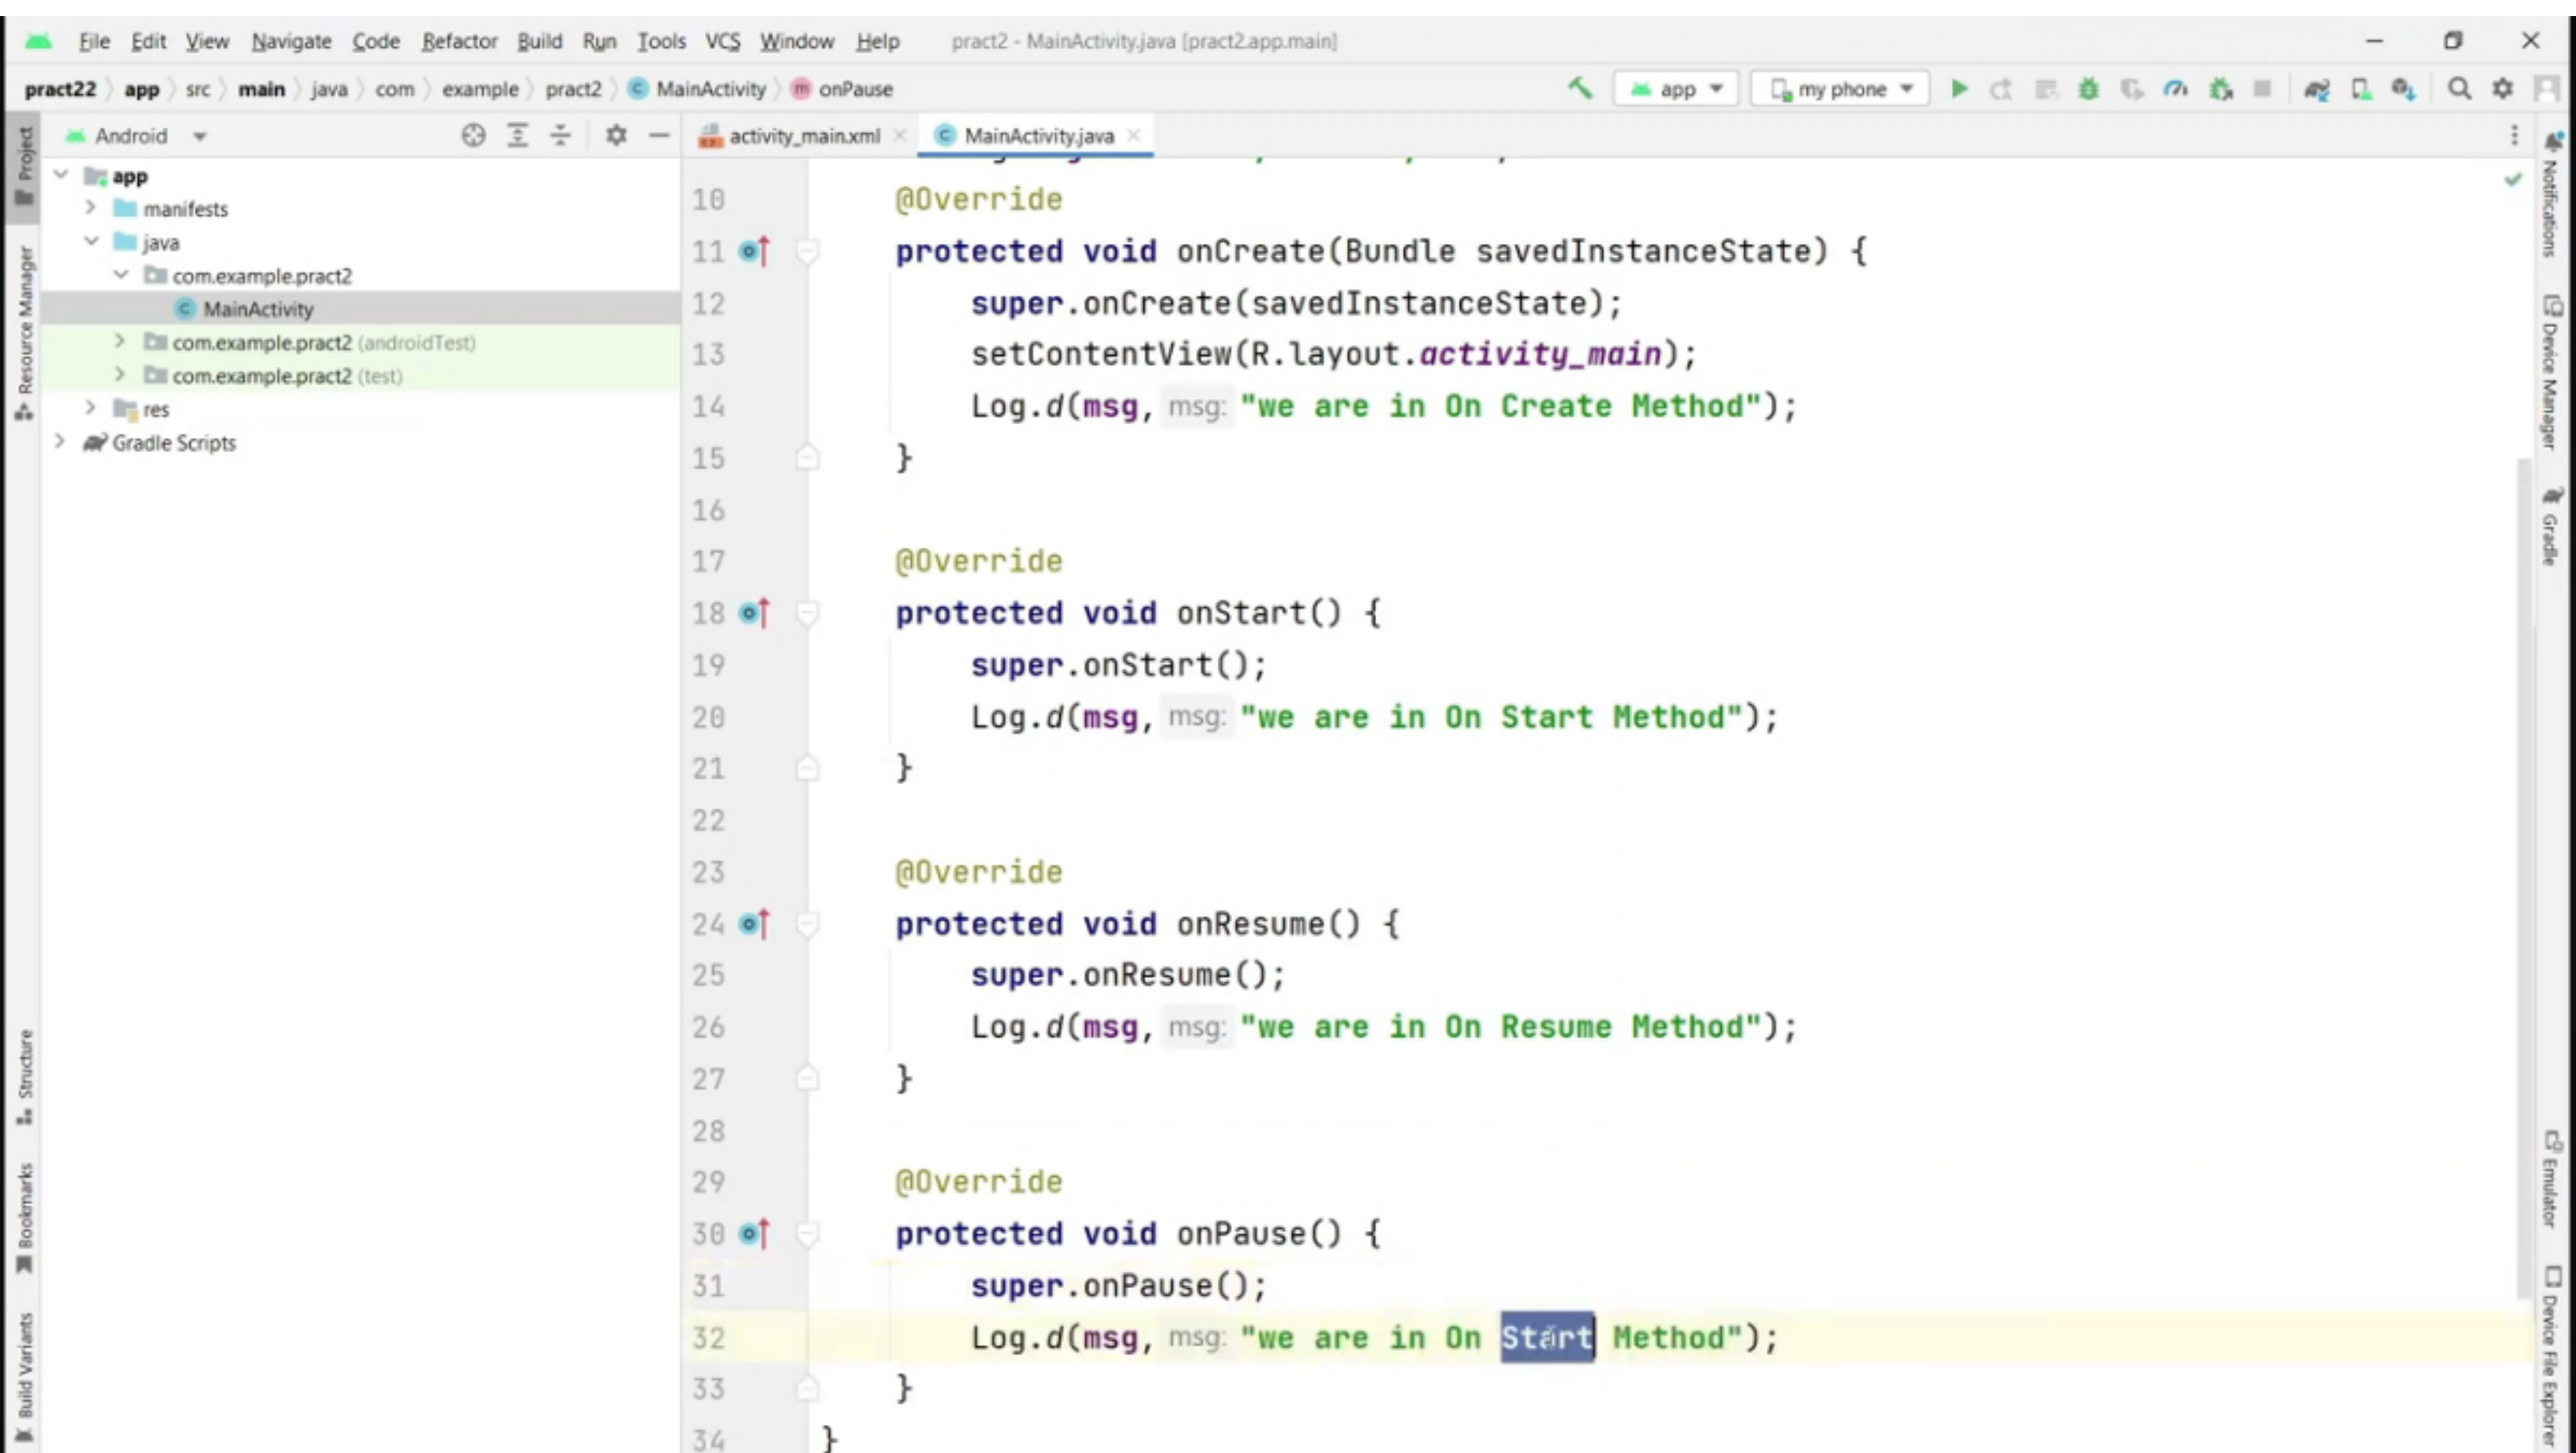 File Edit View Navigate Code Refactor Build Run Tools VCS Window Help pract2 - MainActivity.java [pract2.app.main]
pract22 app src main java com example pract2 MainActivity onPause app my phone
Project
Android
activity_main.xml MainActivity.java
app
manifests
java
com.example.pract2
MainActivity
com.example.pract2 (androidTest)
com.example.pract2 (test)
res
Gradle Scripts
Resource Manager
Structure
Bookmarks
Build Variants
10 @Override
11 protected void onCreate(Bundle savedInstanceState) {
12 super.onCreate(savedInstanceState);
13 setContentView(R.layout.activity_main);
14 Log.d(msg, msg: "we are in On Create Method");
15 }
16
17 @Override
18 protected void onStart() {
19 super.onStart();
20 Log.d(msg, msg: "we are in On Start Method");
21 }
22
23 @Override
24 protected void onResume() {
25 super.onResume();
26 Log.d(msg, msg: "we are in On Resume Method");
27 }
28
29 @Override
30 protected void onPause() {
31 super.onPause();
32 Log.d(msg, msg: "we are in On Start Method");
33 }
34 }
Notifications
Device Manager
Gradle
Emulator
Device File Explorer